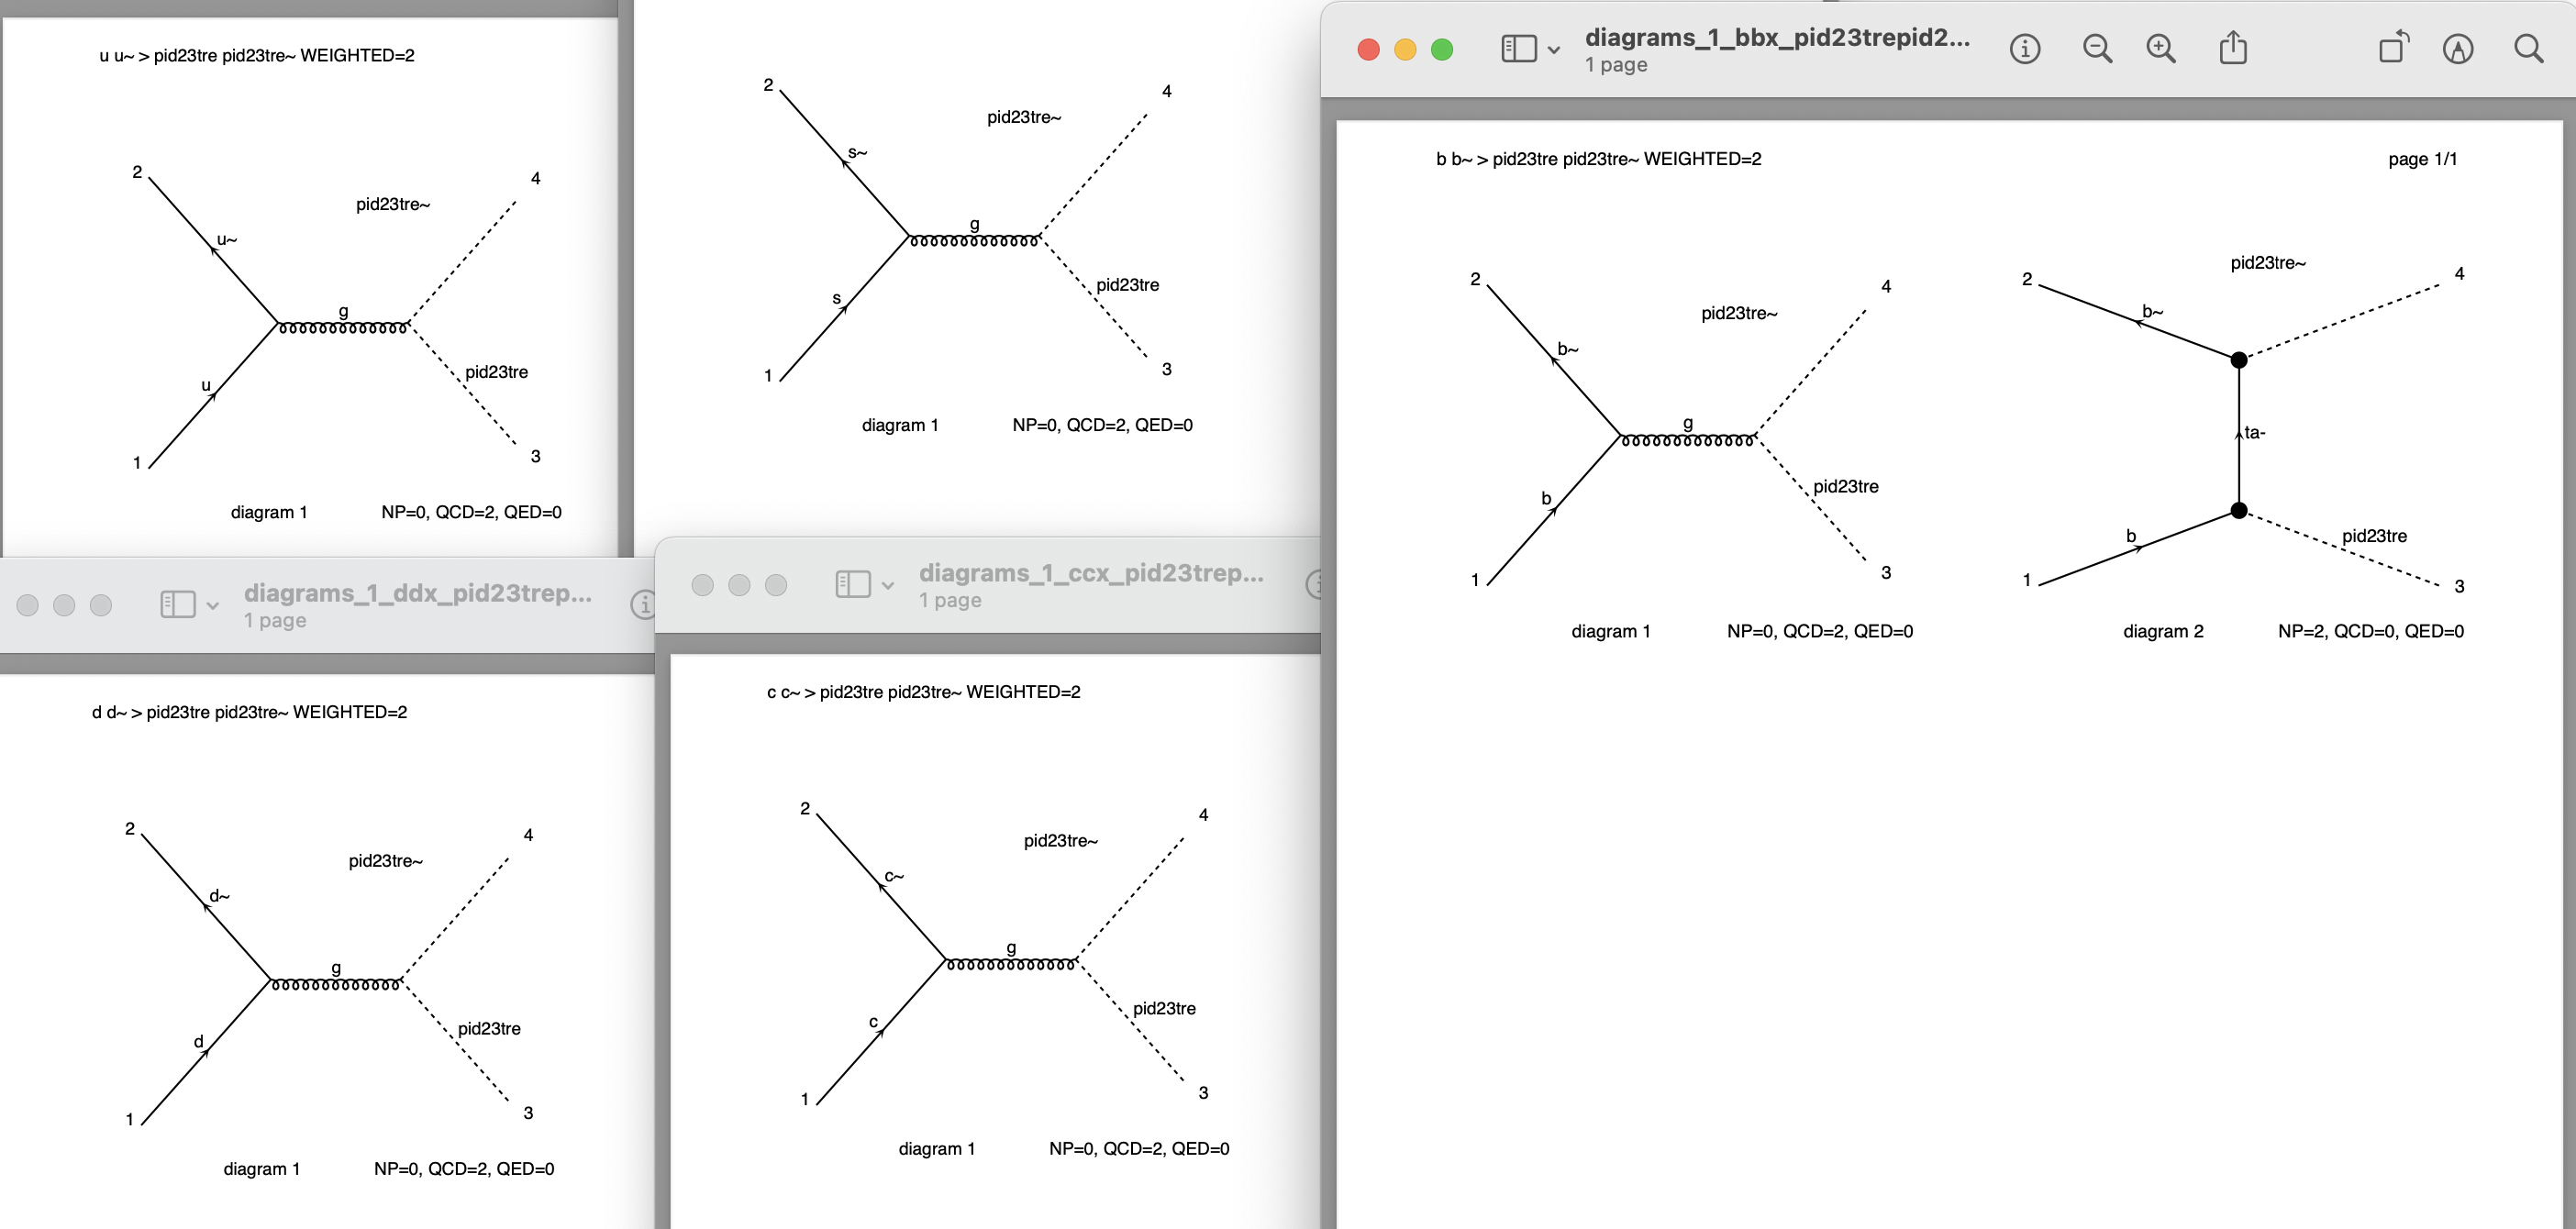 u u~ > pid23tre pid23tre~ WEIGHTED=2
2
4
pid23tre~
u~
g
pid23tre
u
1
3
diagram 1 NP=0, QCD=2, QED=0
2
4
pid23tre~
s~
g
pid23tre
s
1
3
diagram 1 NP=0, QCD=2, QED=0
diagrams_1_ddx_pid23trep...
1 page
d d~ > pid23tre pid23tre~ WEIGHTED=2
2
4
pid23tre~
d~
g
pid23tre
d
1
3
diagram 1 NP=0, QCD=2, QED=0
diagrams_1_ccx_pid23trep...
1 page
c c~ > pid23tre pid23tre~ WEIGHTED=2
2
4
pid23tre~
c~
g
pid23tre
c
1
3
diagram 1 NP=0, QCD=2, QED=0
diagrams_1_bbx_pid23trepid2...
1 page
b b~ > pid23tre pid23tre~ WEIGHTED=2 page 1/1
2
4
pid23tre~
b~
g
pid23tre
b
1
3
diagram 1 NP=0, QCD=2, QED=0
2
4
pid23tre~
b~
ta-
pid23tre
b
1
3
diagram 2 NP=2, QCD=0, QED=0